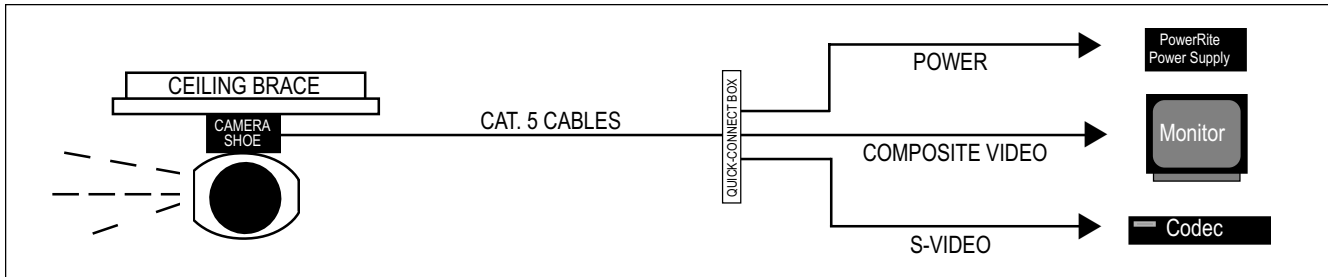 CEILING BRACE
CAMERA
SHOE
CAT. 5 CABLES
QUICK-CONNECT BOX
POWER
PowerRite
Power Supply
COMPOSITE VIDEO
Monitor
S-VIDEO
Codec